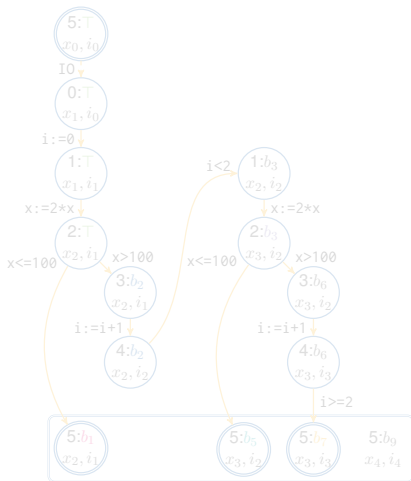 5:⊤
x₀, i₀
IO
0:⊤
x₁, i₀
i:=0
1:⊤
x₁, i₁
x:=2*x
2:⊤
x₂, i₁
x<=100
x>100
3:b₂
x₂, i₁
i:=i+1
4:b₂
x₂, i₂
i<2
1:b₃
x₂, i₂
x:=2*x
2:b₃
x₃, i₂
x<=100
x>100
3:b₆
x₃, i₂
i:=i+1
4:b₆
x₃, i₃
i>=2
5:b₁
x₂, i₁
5:b₅
x₃, i₂
5:b₇
x₃, i₃
5:b₉
x₄, i₄